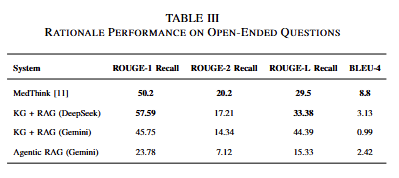 TABLE III
RATIONALE PERFORMANCE ON OPEN-ENDED QUESTIONS
System ROUGE-1 Recall ROUGE-2 Recall ROUGE-L Recall BLEU-4
MedThink [11] 50.2 20.2 29.5 8.8
KG + RAG (DeepSeek) 57.59 17.21 33.38 3.13
KG + RAG (Gemini) 45.75 14.34 44.39 0.99
Agentic RAG (Gemini) 23.78 7.12 15.33 2.42